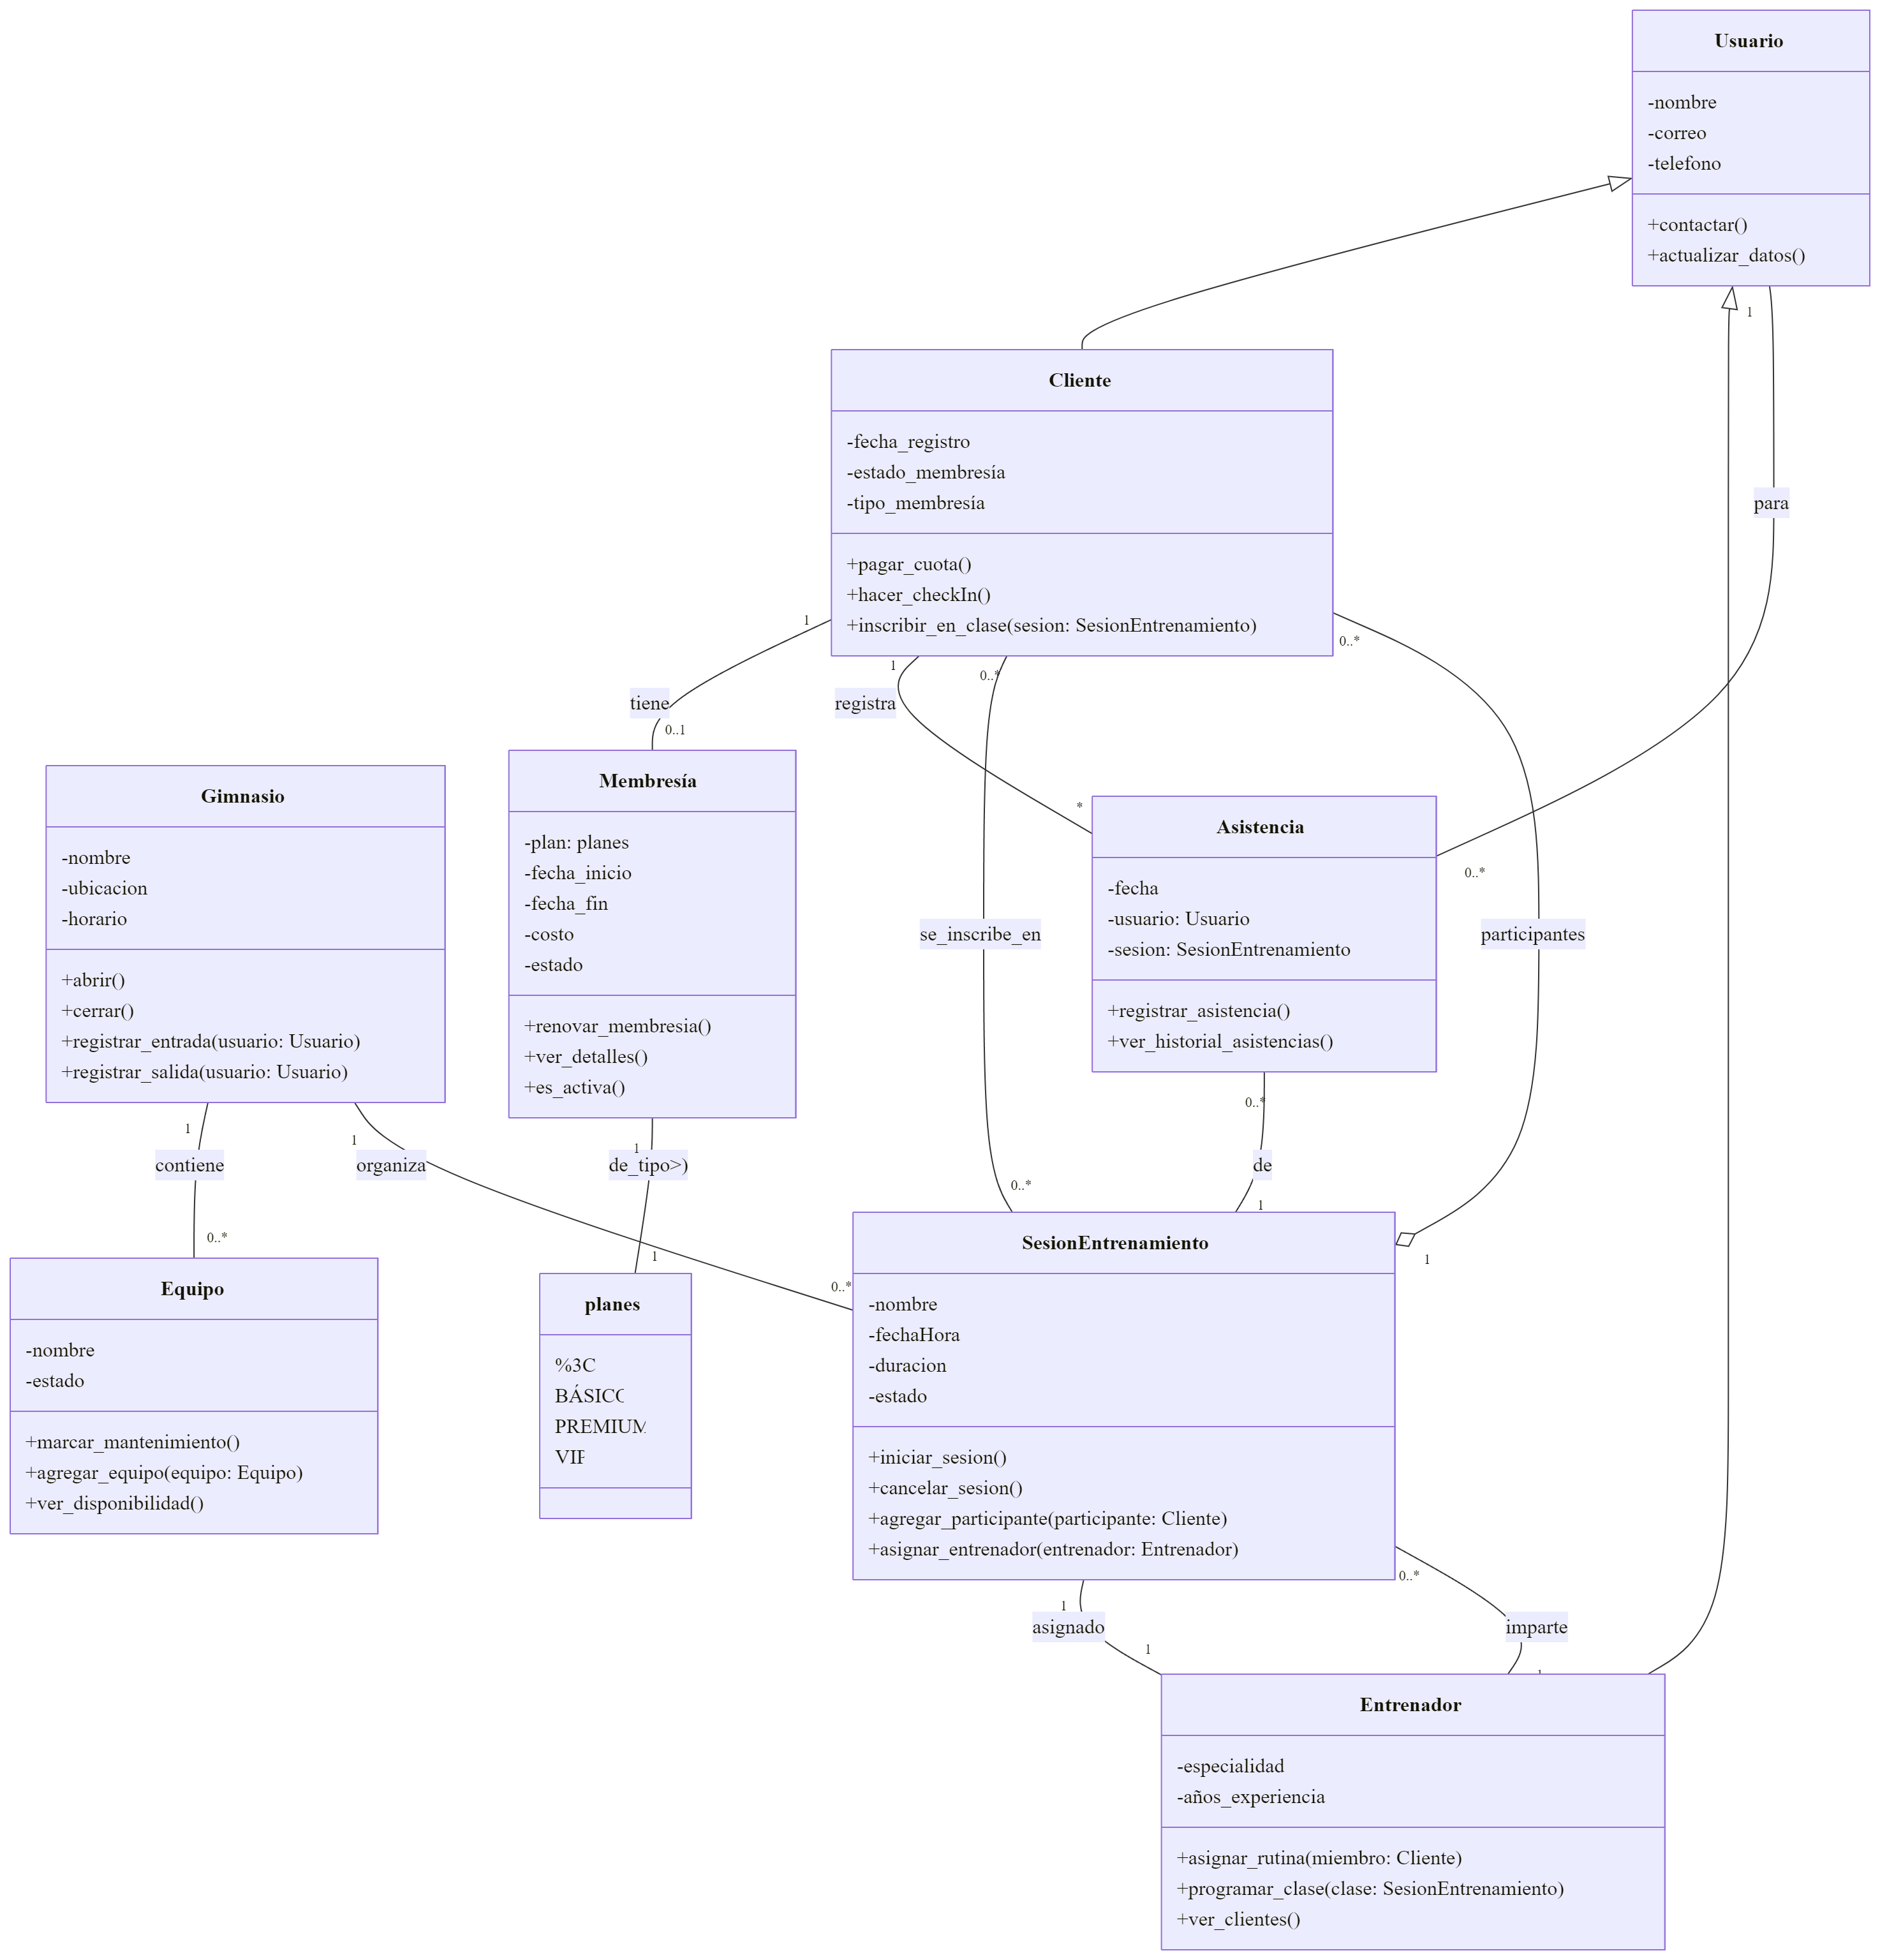 Usuario
-nombre
-correo
-telefono
+contactar()
+actualizar_datos()
1
para
0..*
Cliente
-fecha_registro
-estado_membresía
-tipo_membresía
+pagar_cuota()
+hacer_checkIn()
+inscribir_en_clase(sesion: SesionEntrenamiento)
1
tiene
0..1
1
registra
*
0..*
se_inscribe_en
0..*
0..*
participantes
1
Gimnasio
-nombre
-ubicacion
-horario
+abrir()
+cerrar()
+registrar_entrada(usuario: Usuario)
+registrar_salida(usuario: Usuario)
1
contiene
0..*
1
organiza
0..*
Membresía
-plan: planes
-fecha_inicio
-fecha_fin
-costo
-estado
+renovar_membresia()
+ver_detalles()
+es_activa()
1
de_tipo>)
1
Asistencia
-fecha
-usuario: Usuario
-sesion: SesionEntrenamiento
+registrar_asistencia()
+ver_historial_asistencias()
0..*
de
1
Equipo
-nombre
-estado
+marcar_mantenimiento()
+agregar_equipo(equipo: Equipo)
+ver_disponibilidad()
planes
%3C
BÁSICO
PREMIUM
VIP
SesionEntrenamiento
-nombre
-fechaHora
-duracion
-estado
+iniciar_sesion()
+cancelar_sesion()
+agregar_participante(participante: Cliente)
+asignar_entrenador(entrenador: Entrenador)
1
asignado
1
0..*
imparte
1
Entrenador
-especialidad
-años_experiencia
+asignar_rutina(miembro: Cliente)
+programar_clase(clase: SesionEntrenamiento)
+ver_clientes()